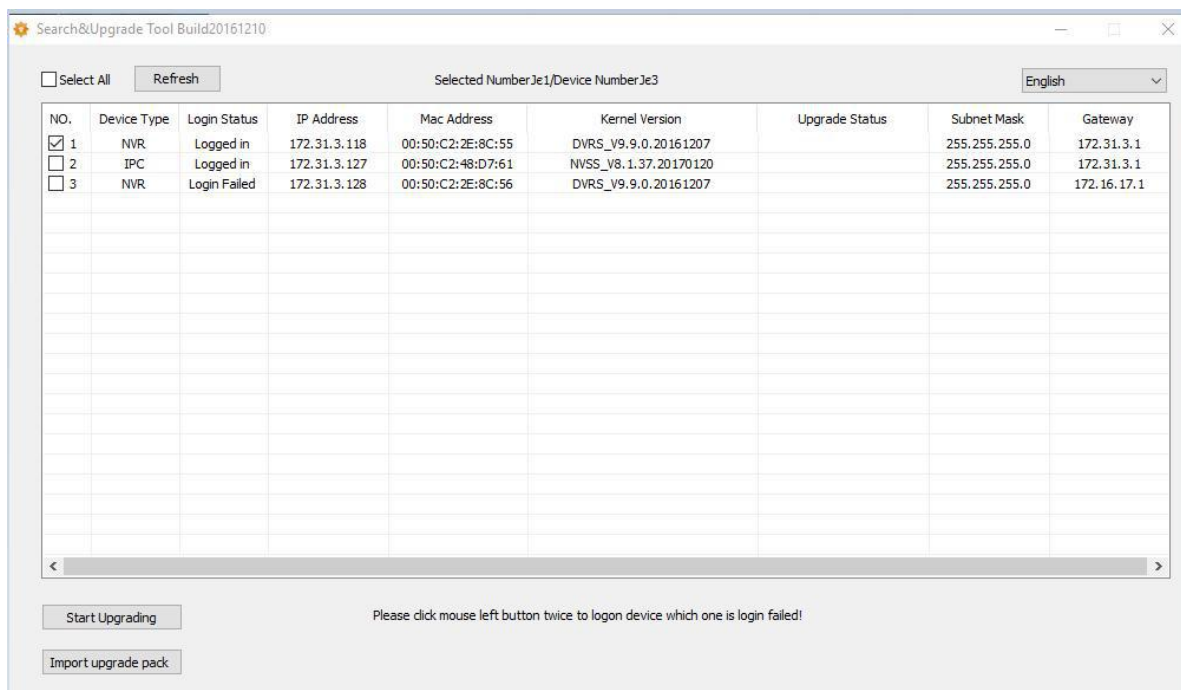 Search&Upgrade Tool Build20161210
Select All Refresh Selected NumberJe1/Device NumberJe3 English
NO. Device Type Login Status IP Address Mac Address Kernel Version Upgrade Status Subnet Mask Gateway
1 NVR Logged in 172.31.3.118 00:50:C2:2E:8C:55 DVRS_V9.9.0.20161207 255.255.255.0 172.31.3.1
2 IPC Logged in 172.31.3.127 00:50:C2:48:D7:61 NVSS_V8.1.37.20170120 255.255.255.0 172.31.3.1
3 NVR Login Failed 172.31.3.128 00:50:C2:2E:8C:56 DVRS_V9.9.0.20161207 255.255.255.0 172.16.17.1
Start Upgrading Please click mouse left button twice to logon device which one is login failed!
Import upgrade pack